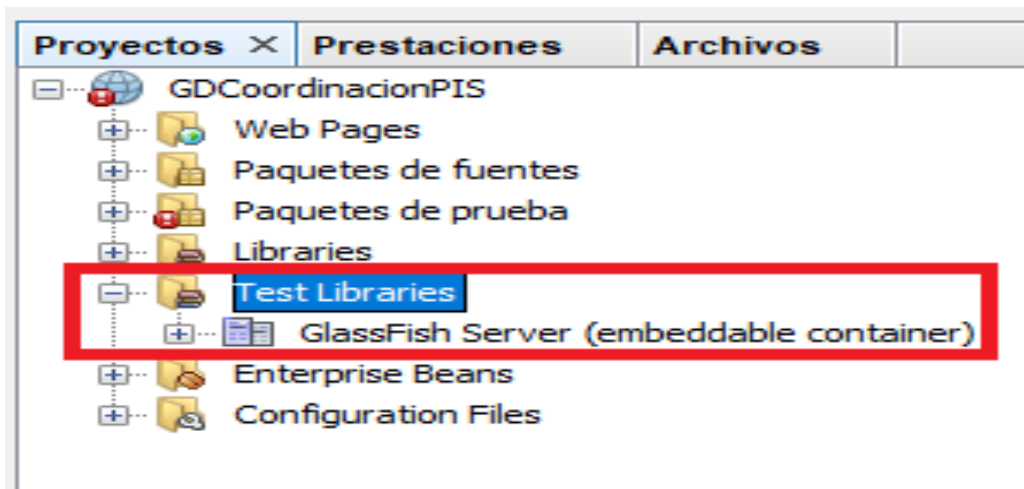 Proyectos × Prestaciones Archivos
GDCoordinacionPIS
Web Pages
Paquetes de fuentes
Paquetes de prueba
Libraries
Test Libraries
GlassFish Server (embeddable container)
Enterprise Beans
Configuration Files